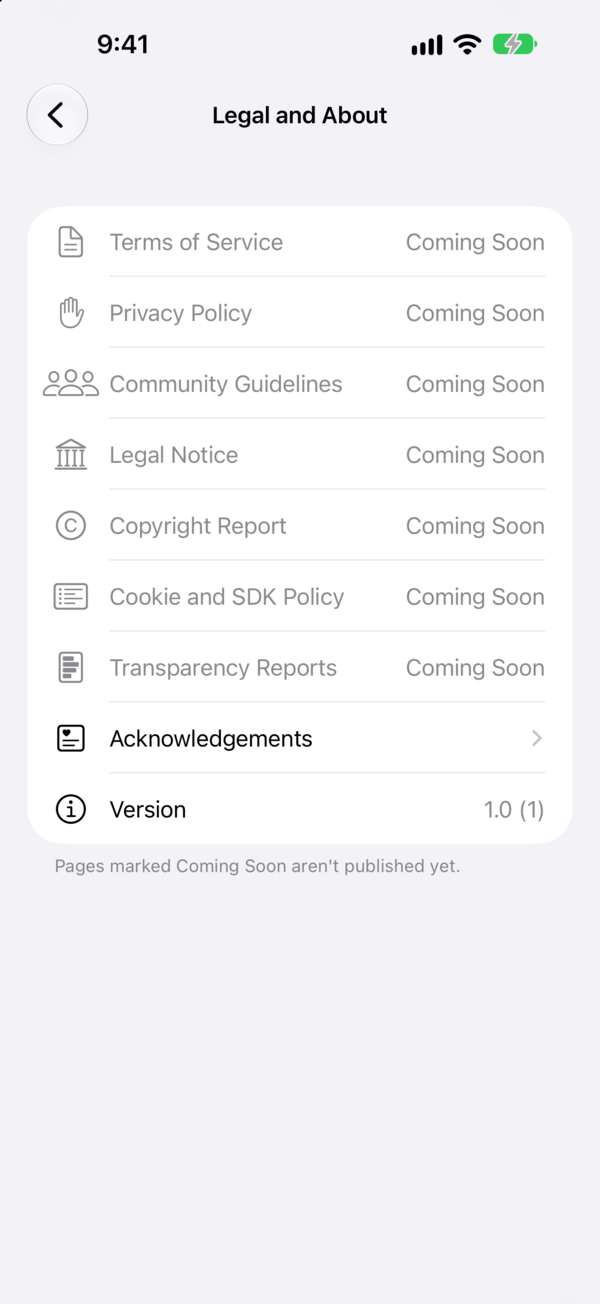 9:41
Legal and About
Terms of Service Coming Soon
Privacy Policy Coming Soon
Community Guidelines Coming Soon
Legal Notice Coming Soon
Copyright Report Coming Soon
Cookie and SDK Policy Coming Soon
Transparency Reports Coming Soon
Acknowledgements
Version 1.0 (1)
Pages marked Coming Soon aren't published yet.